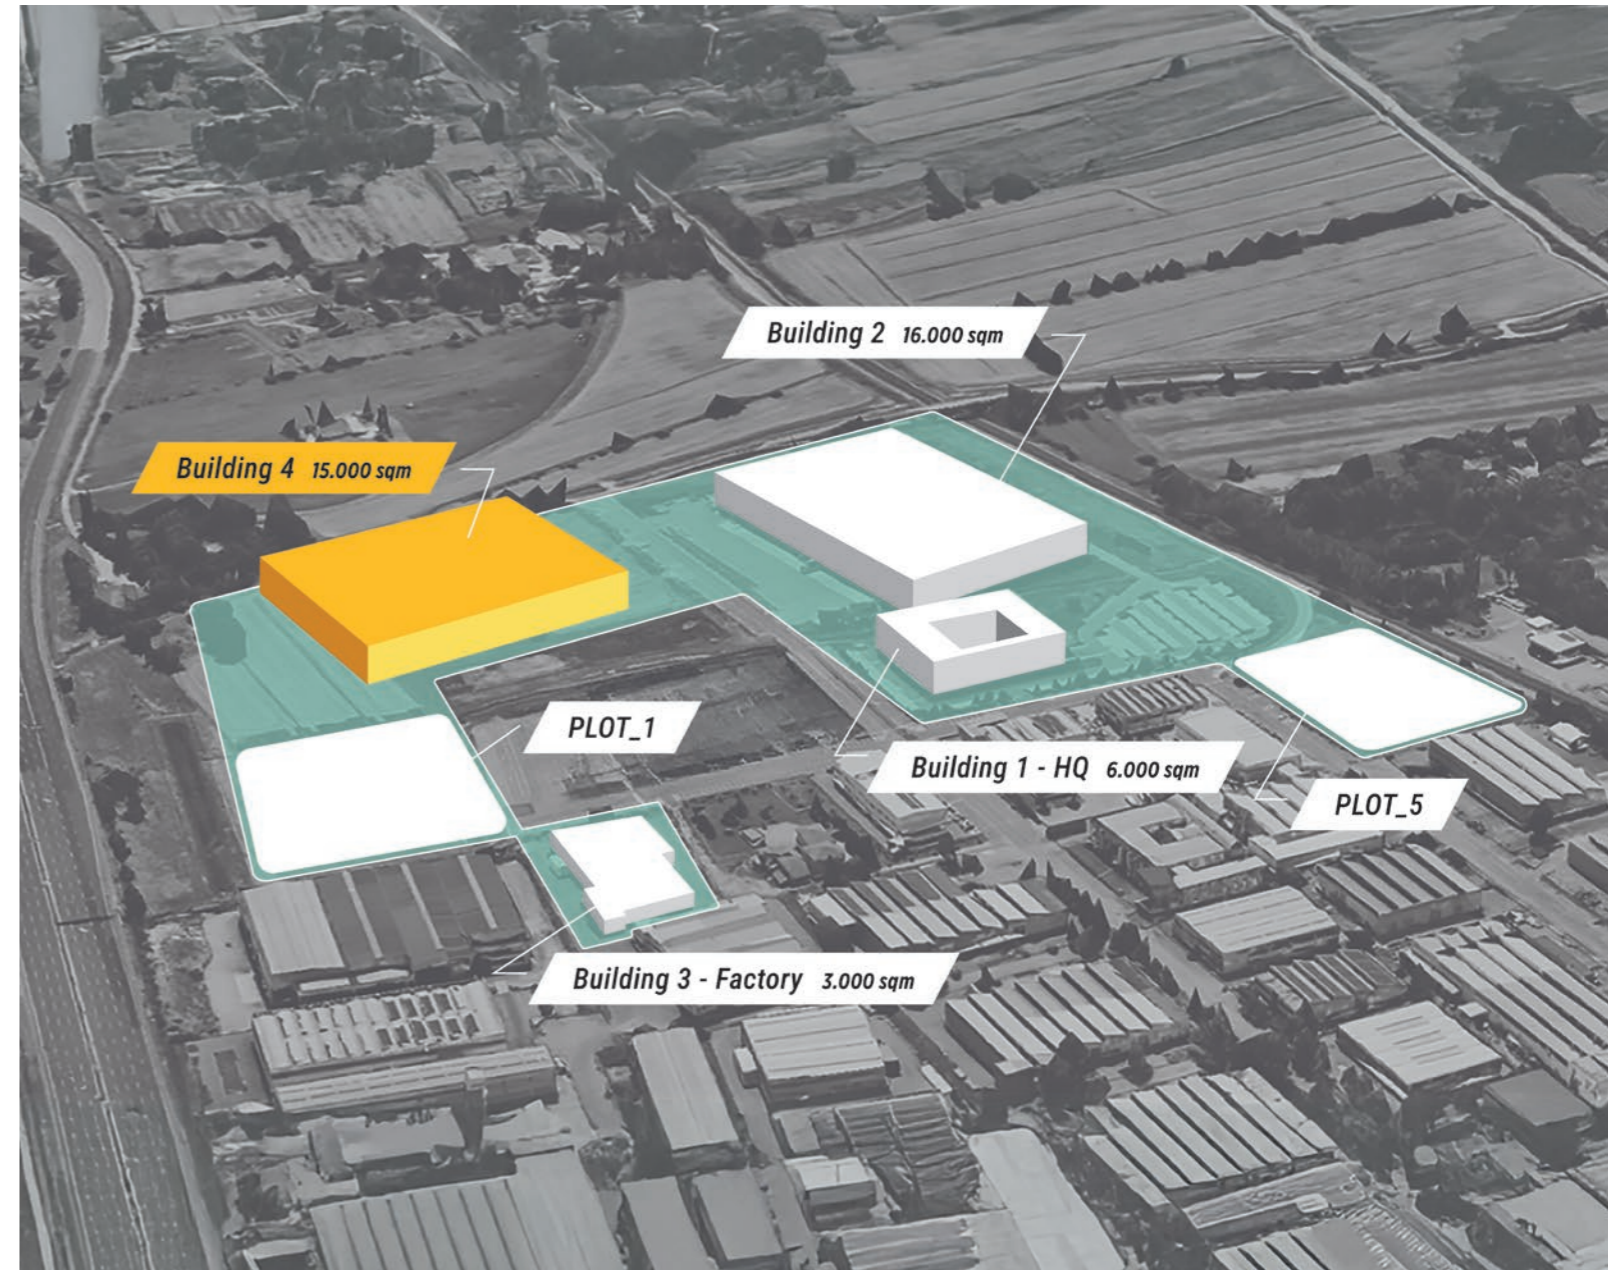 Building 2 16.000 sqm
Building 4 15.000 sqm
PLOT_1
Building 1 - HQ 6.000 sqm
PLOT_5
Building 3 - Factory 3.000 sqm